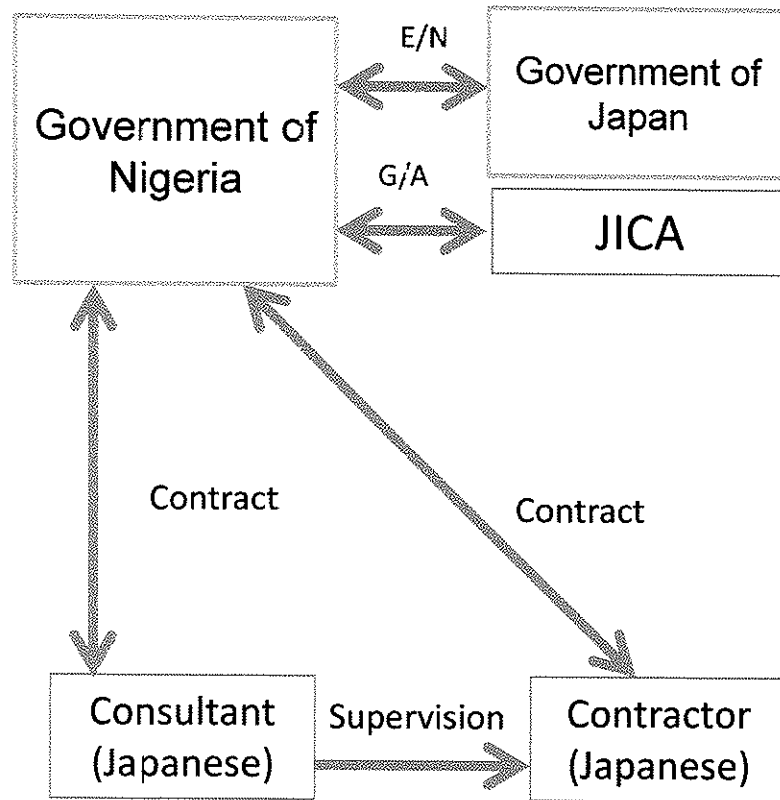 E/N
Government of
Nigeria
Government of
Japan
G/A
JICA
Contract
Contract
Consultant
(Japanese)
Supervision
Contractor
(Japanese)